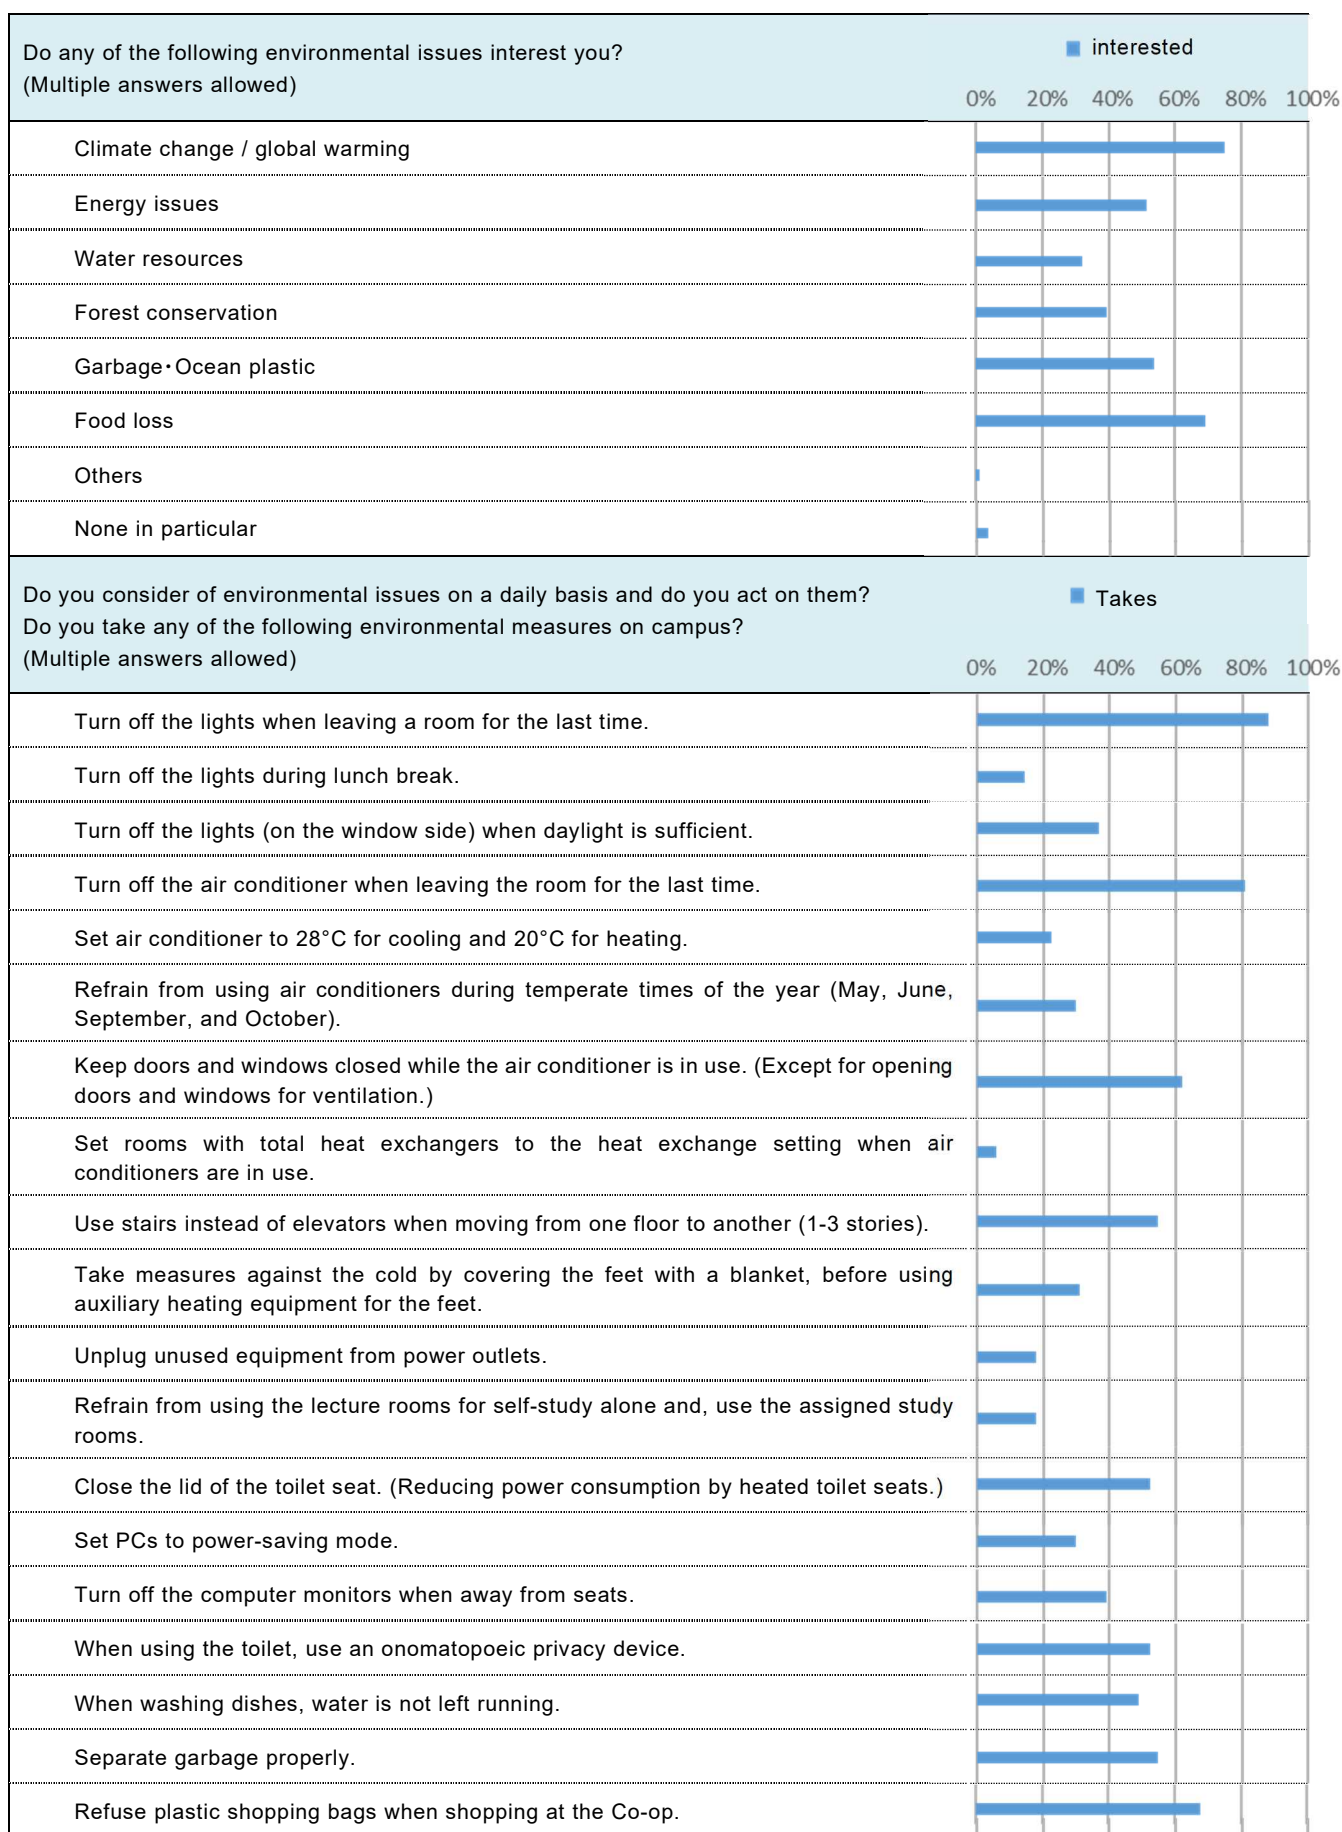 Do any of the following environmental issues interest you?
(Multiple answers allowed)
interested
0% 20% 40% 60% 80% 100%
Climate change / global warming
Energy issues
Water resources
Forest conservation
Garbage･Ocean plastic
Food loss
Others
None in particular
Do you consider of environmental issues on a daily basis and do you act on them?
Do you take any of the following environmental measures on campus?
(Multiple answers allowed)
Takes
0% 20% 40% 60% 80% 100%
Turn off the lights when leaving a room for the last time.
Turn off the lights during lunch break.
Turn off the lights (on the window side) when daylight is sufficient.
Turn off the air conditioner when leaving the room for the last time.
Set air conditioner to 28°C for cooling and 20°C for heating.
Refrain from using air conditioners during temperate times of the year (May, June,
September, and October).
Keep doors and windows closed while the air conditioner is in use. (Except for opening
doors and windows for ventilation.)
Set rooms with total heat exchangers to the heat exchange setting when air
conditioners are in use.
Use stairs instead of elevators when moving from one floor to another (1-3 stories).
Take measures against the cold by covering the feet with a blanket, before using
auxiliary heating equipment for the feet.
Unplug unused equipment from power outlets.
Refrain from using the lecture rooms for self-study alone and, use the assigned study
rooms.
Close the lid of the toilet seat. (Reducing power consumption by heated toilet seats.)
Set PCs to power-saving mode.
Turn off the computer monitors when away from seats.
When using the toilet, use an onomatopoeic privacy device.
When washing dishes, water is not left running.
Separate garbage properly.
Refuse plastic shopping bags when shopping at the Co-op.